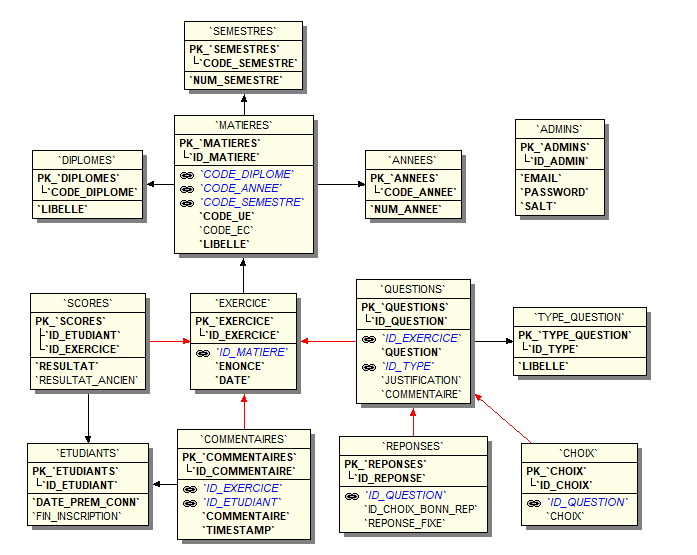 `SEMESTRES`
PK_`SEMESTRES`
`CODE_SEMESTRE`
`NUM_SEMESTRE`
`MATIERES`
PK_`MATIERES`
`ID_MATIERE`
`CODE_DIPLOME`
`CODE_ANNEE`
`CODE_SEMESTRE`
`CODE_UE`
`CODE_EC`
`LIBELLE`
`DIPLOMES`
PK_`DIPLOMES`
`CODE_DIPLOME`
`LIBELLE`
`ANNEES`
PK_`ANNEES`
`CODE_ANNEE`
`NUM_ANNEE`
`ADMINS`
PK_`ADMINS`
`ID_ADMIN`
`EMAIL`
`PASSWORD`
`SALT`
`SCORES`
PK_`SCORES`
`ID_ETUDIANT`
`ID_EXERCICE`
`RESULTAT`
`RESULTAT_ANCIEN`
`EXERCICE`
PK_`EXERCICE`
`ID_EXERCICE`
`ID_MATIERE`
`ENONCE`
`DATE`
`QUESTIONS`
PK_`QUESTIONS`
`ID_QUESTION`
`ID_EXERCICE`
`QUESTION`
`ID_TYPE`
`JUSTIFICATION`
`COMMENTAIRE`
`TYPE_QUESTION`
PK_`TYPE_QUESTION`
`ID_TYPE`
`LIBELLE`
`ETUDIANTS`
PK_`ETUDIANTS`
`ID_ETUDIANT`
`DATE_PREM_CONN`
`FIN_INSCRIPTION`
`COMMENTAIRES`
PK_`COMMENTAIRES`
`ID_COMMENTAIRE`
`ID_EXERCICE`
`ID_ETUDIANT`
`COMMENTAIRE`
`TIMESTAMP`
`REPONSES`
PK_`REPONSES`
`ID_REPONSE`
`ID_QUESTION`
`ID_CHOIX_BONN_REP`
`REPONSE_FIXE`
`CHOIX`
PK_`CHOIX`
`ID_CHOIX`
`ID_QUESTION`
`CHOIX`